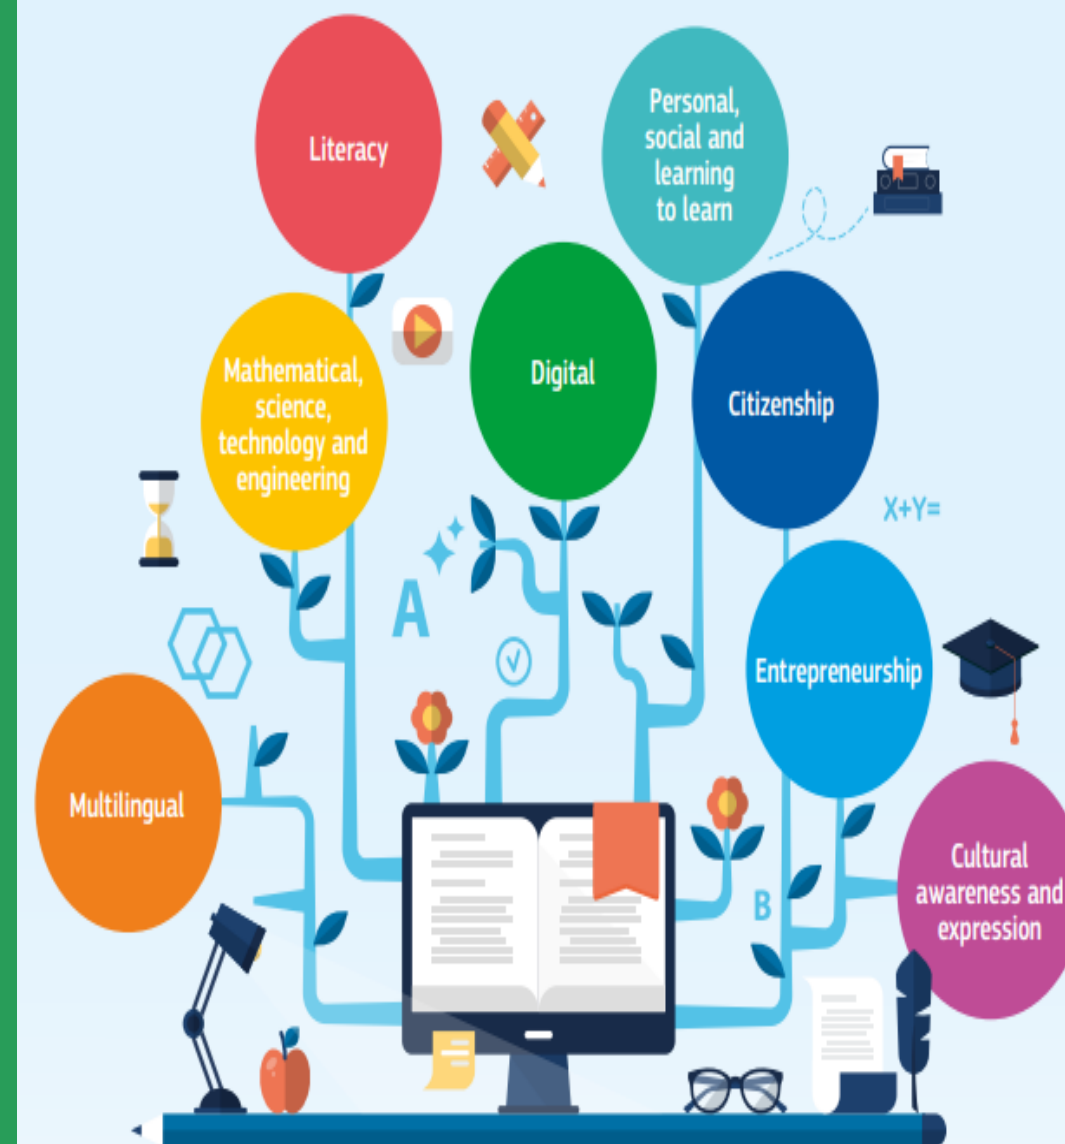 Literacy
Personal,
social and
learning
to learn
Mathematical,
science,
technology and
engineering
Digital
Citizenship
X+Y=
A
Entrepreneurship
Multilingual
Cultural
awareness and
expression
B